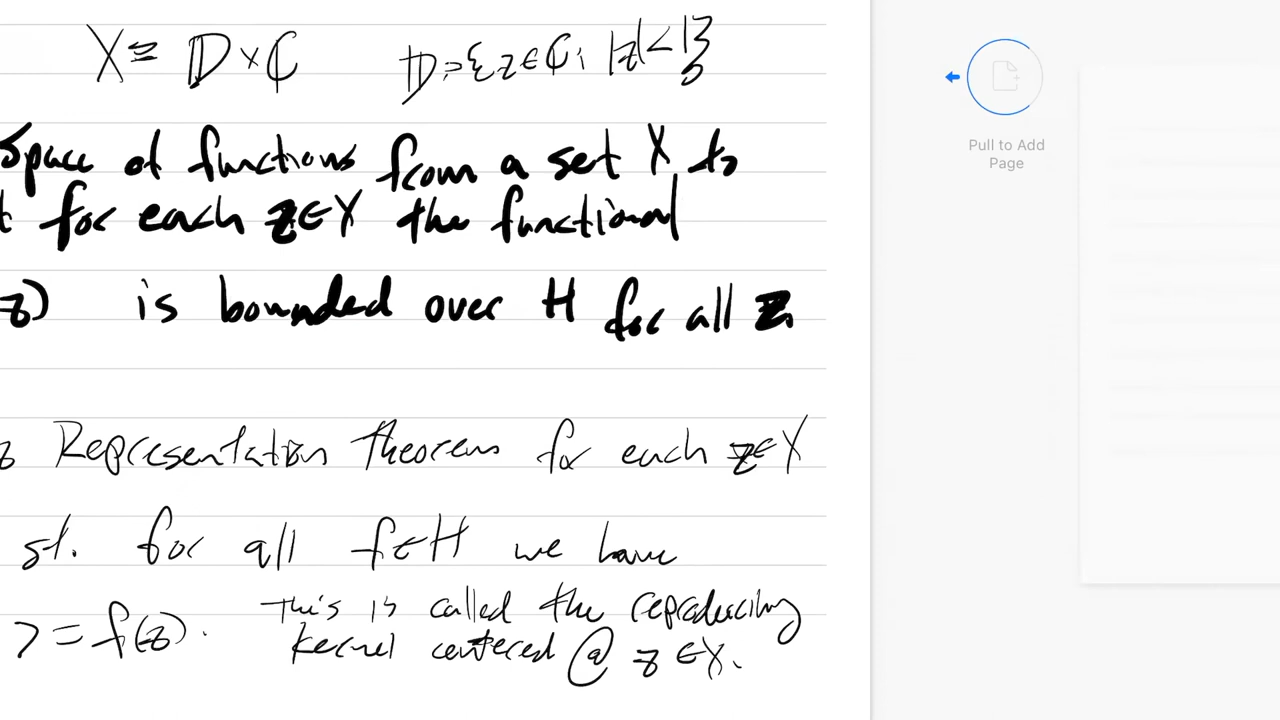 X = 𝔻 × ℂ 𝔻 = {z ∈ ℂ : |z| < 1}
Space of functions from a set X to
for each z ∈ X the functional
z) is bounded over H for all z.
Representation theorem for each z ∈ X
st. for all f ∈ H we have
> = f(z). This is called the reproducing
kernel centered @ z ∈ X.
Pull to Add
Page